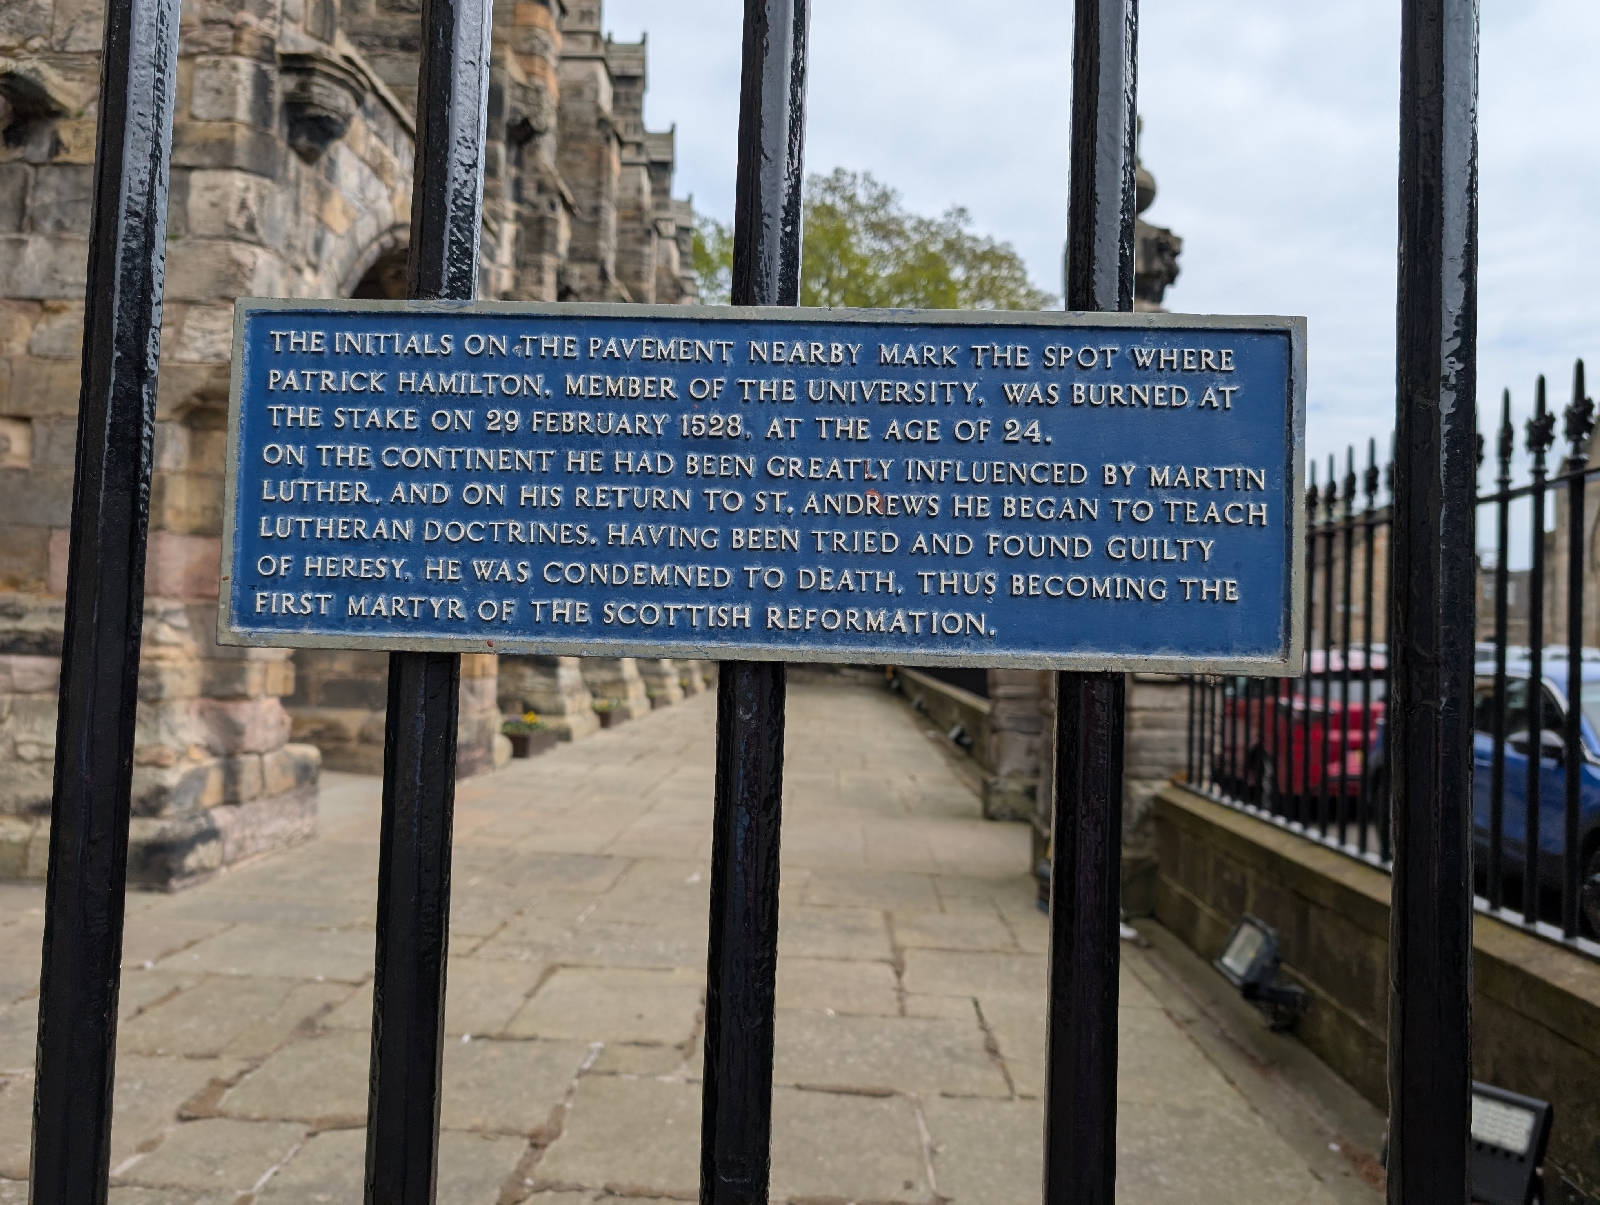 THE INITIALS ON THE PAVEMENT NEARBY MARK THE SPOT WHERE
PATRICK HAMILTON, MEMBER OF THE UNIVERSITY, WAS BURNED AT
THE STAKE ON 29 FEBRUARY 1528, AT THE AGE OF 24.
ON THE CONTINENT HE HAD BEEN GREATLY INFLUENCED BY MARTIN
LUTHER, AND ON HIS RETURN TO ST. ANDREWS HE BEGAN TO TEACH
LUTHERAN DOCTRINES. HAVING BEEN TRIED AND FOUND GUILTY
OF HERESY, HE WAS CONDEMNED TO DEATH, THUS BECOMING THE
FIRST MARTYR OF THE SCOTTISH REFORMATION.